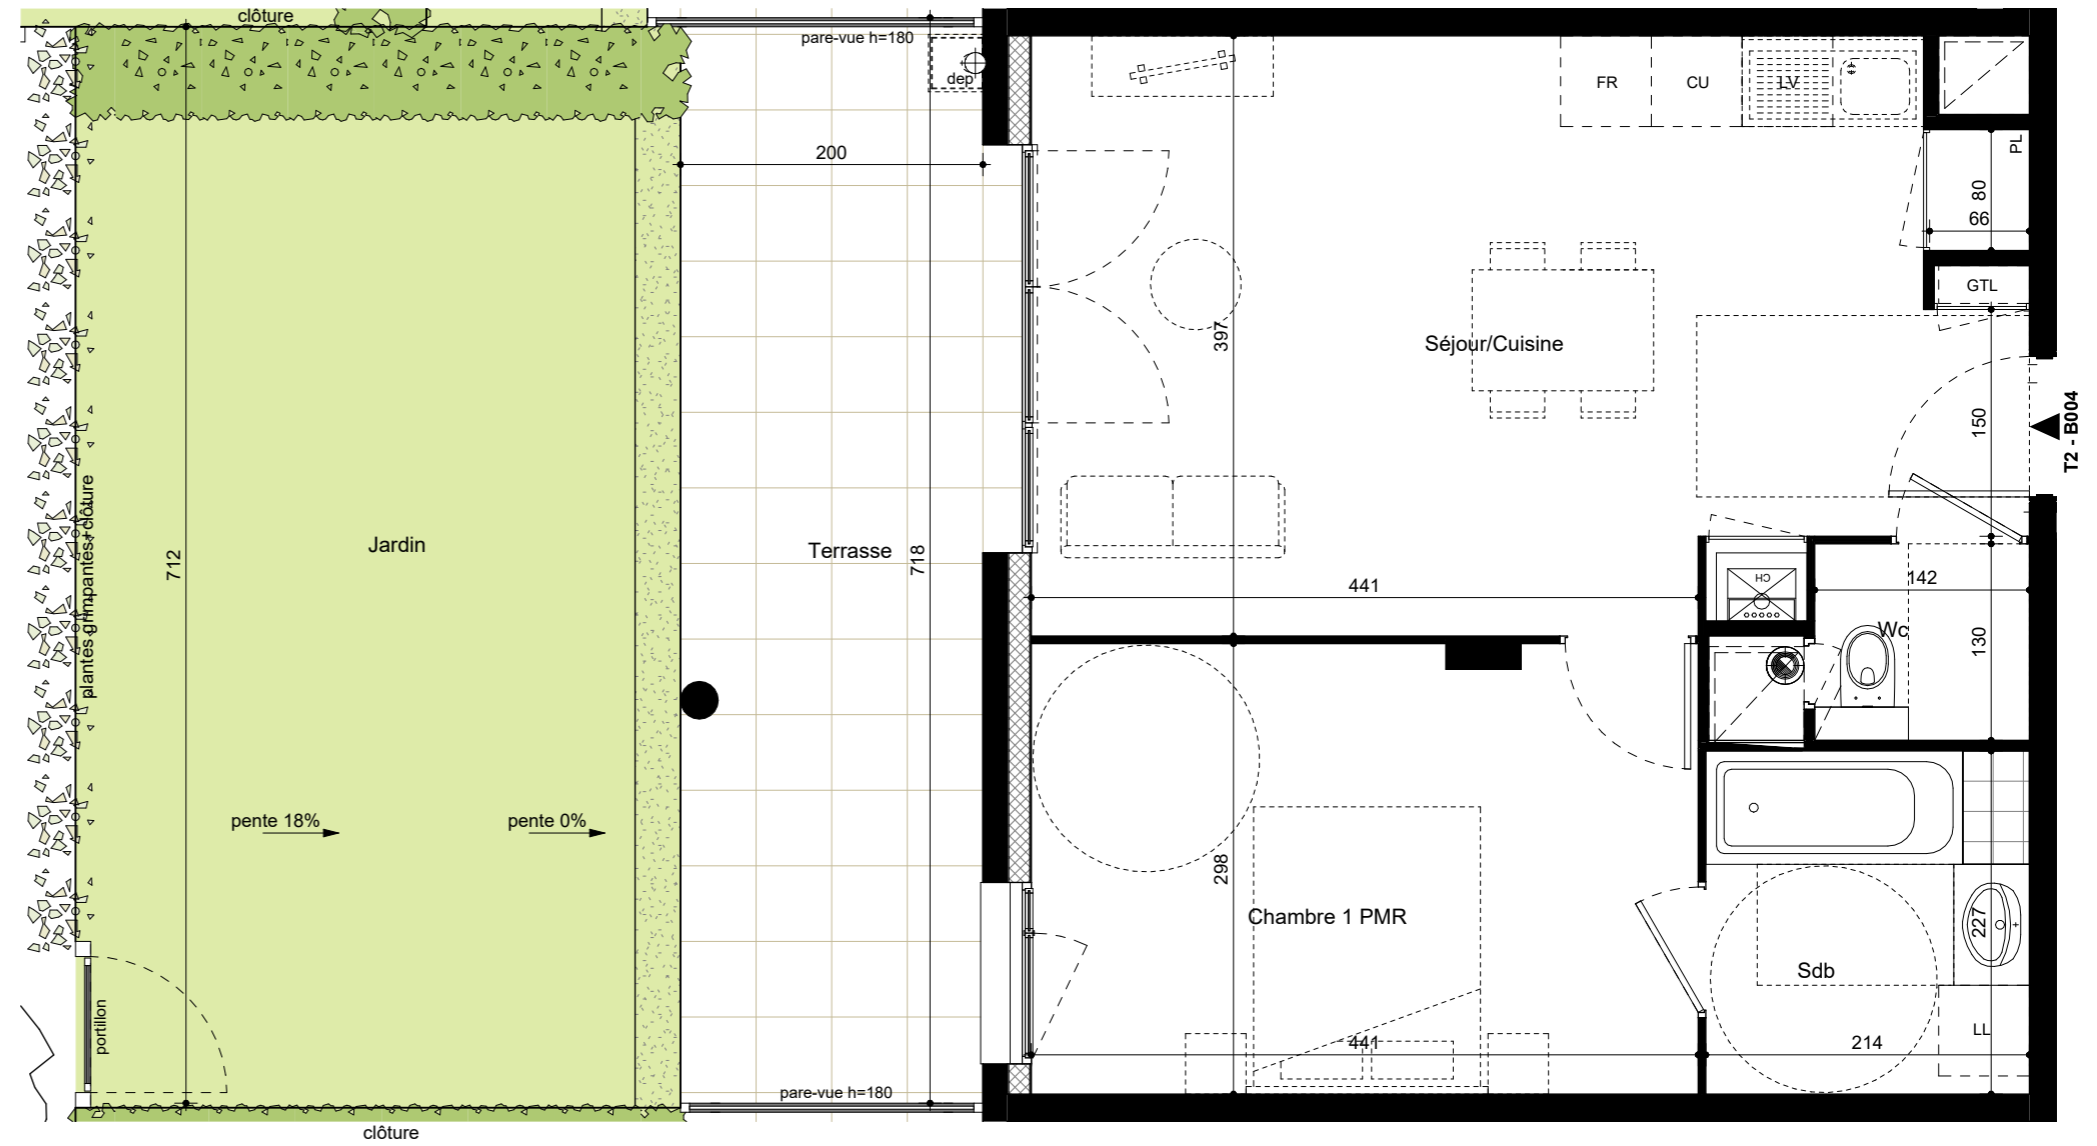 clôture
pare-vue h=180
dep
FR
CU
LV
PL
200
80
66
GTL
397
Séjour/Cuisine
150
T2 - B004
plantes grimpantes+clôture
712
Jardin
Terrasse
718
441
CH
142
Wc
130
pente 18%
pente 0%
298
Chambre 1 PMR
227
Sdb
portillon
LL
441
214
pare-vue h=180
clôture